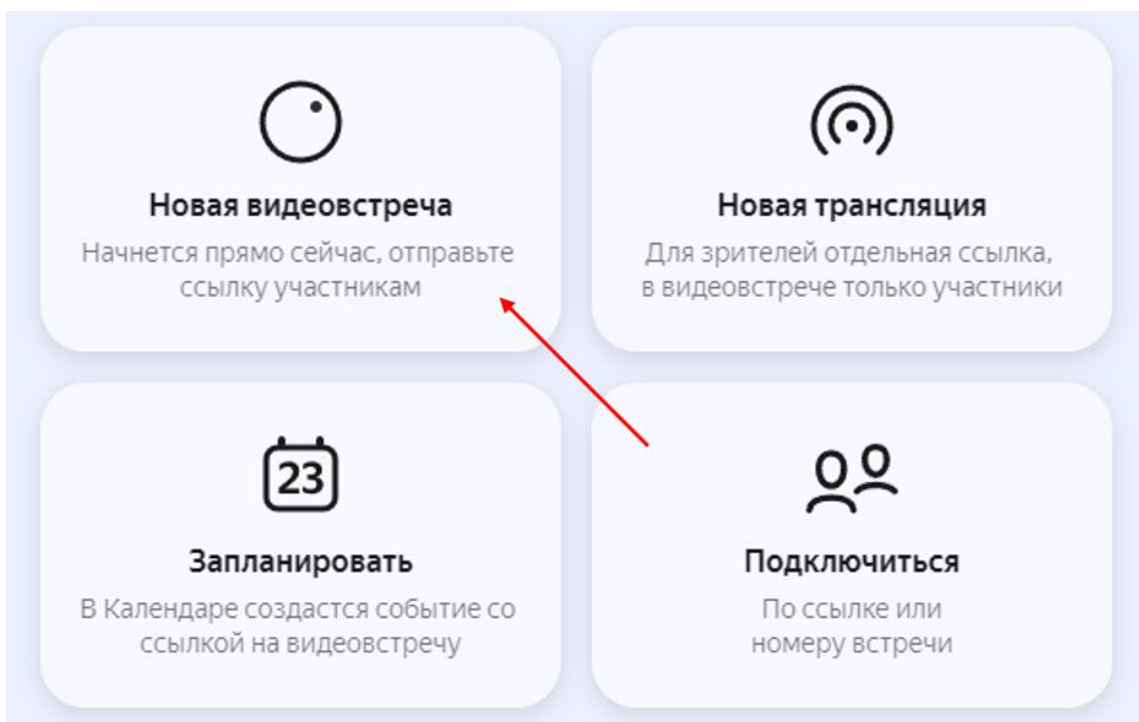 Новая видеовстреча
Начнется прямо сейчас, отправьте
ссылку участникам
Новая трансляция
Для зрителей отдельная ссылка,
в видеовстрече только участники
23
Запланировать
В Календаре создастся событие со
ссылкой на видеовстречу
Подключиться
По ссылке или
номеру встречи